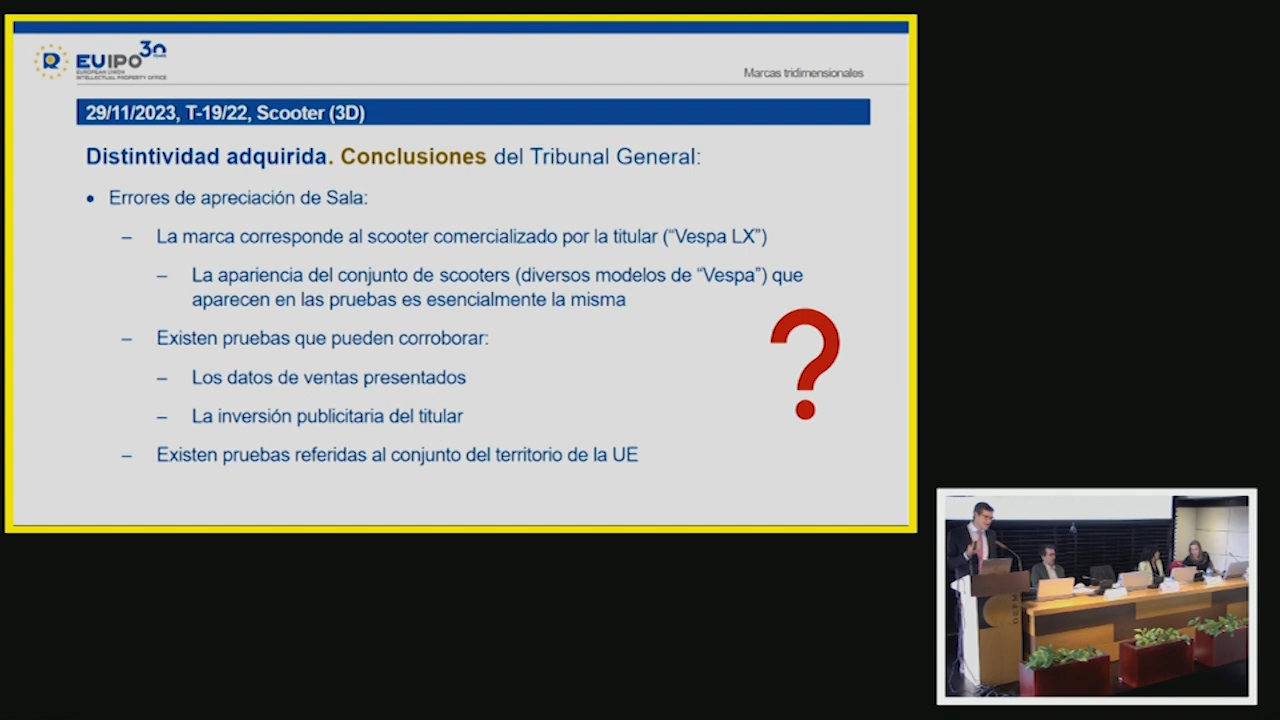 EUIPO
30
YEARS
EUROPEAN UNION
INTELLECTUAL PROPERTY OFFICE
Marcas tridimensionales
29/11/2023, T-19/22, Scooter (3D)
Distintividad adquirida. Conclusiones del Tribunal General:
• Errores de apreciación de Sala:
– La marca corresponde al scooter comercializado por la titular (“Vespa LX”)
– La apariencia del conjunto de scooters (diversos modelos de “Vespa”) que
aparecen en las pruebas es esencialmente la misma
– Existen pruebas que pueden corroborar:
– Los datos de ventas presentados
– La inversión publicitaria del titular
– Existen pruebas referidas al conjunto del territorio de la UE
?
OEPM